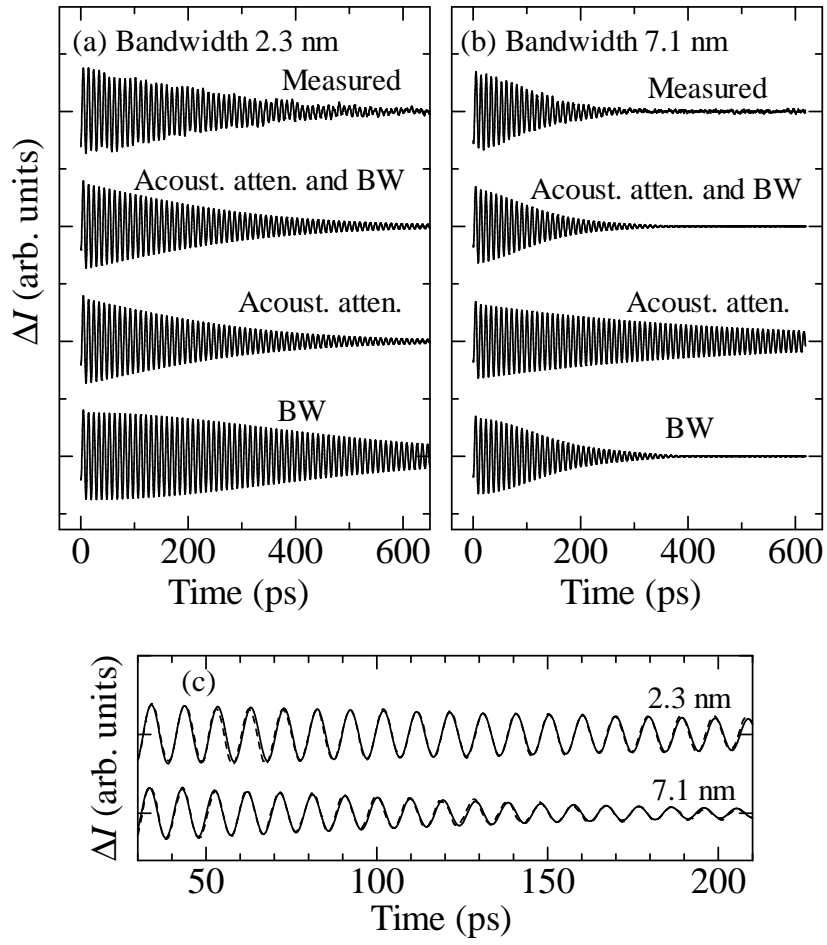 (a) Bandwidth 2.3 nm
Measured
Acoust. atten. and BW
Acoust. atten.
BW
0 200 400 600
Time (ps)
ΔI (arb. units)
(b) Bandwidth 7.1 nm
Measured
Acoust. atten. and BW
Acoust. atten.
BW
0 200 400 600
Time (ps)
(c)
2.3 nm
7.1 nm
ΔI (arb. units)
50 100 150 200
Time (ps)